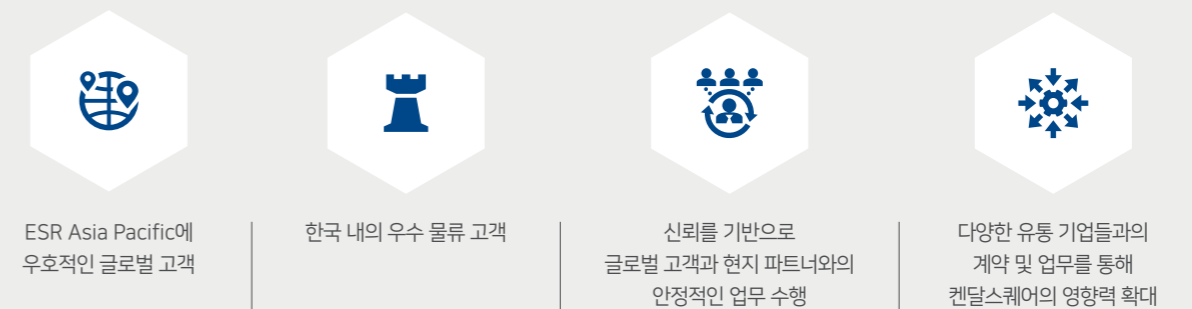 ESR Asia Pacific에
우호적인 글로벌 고객
한국 내의 우수 물류 고객
신뢰를 기반으로
글로벌 고객과 현지 파트너와의
안정적인 업무 수행
다양한 유통 기업들과의
계약 및 업무를 통해
켄달스퀘어의 영향력 확대